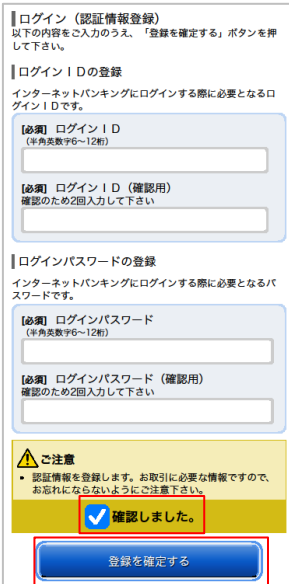 ログイン（認証情報登録）
以下の内容をご入力のうえ、「登録を確定する」ボタンを押
して下さい。
ログインＩＤの登録
インターネットバンキングにログインする際に必要となるロ
グインＩＤです。
[必須] ログインＩＤ
（半角英数字6～12桁）
[必須] ログインＩＤ（確認用）
確認のため2回入力して下さい
ログインパスワードの登録
インターネットバンキングにログインする際に必要となるパ
スワードです。
[必須] ログインパスワード
（半角英数字6～12桁）
[必須] ログインパスワード（確認用）
確認のため2回入力して下さい
ご注意
• 認証情報を登録します。お取引に必要な情報ですので、
お忘れにならないようにご注意下さい。
確認しました。
登録を確定する